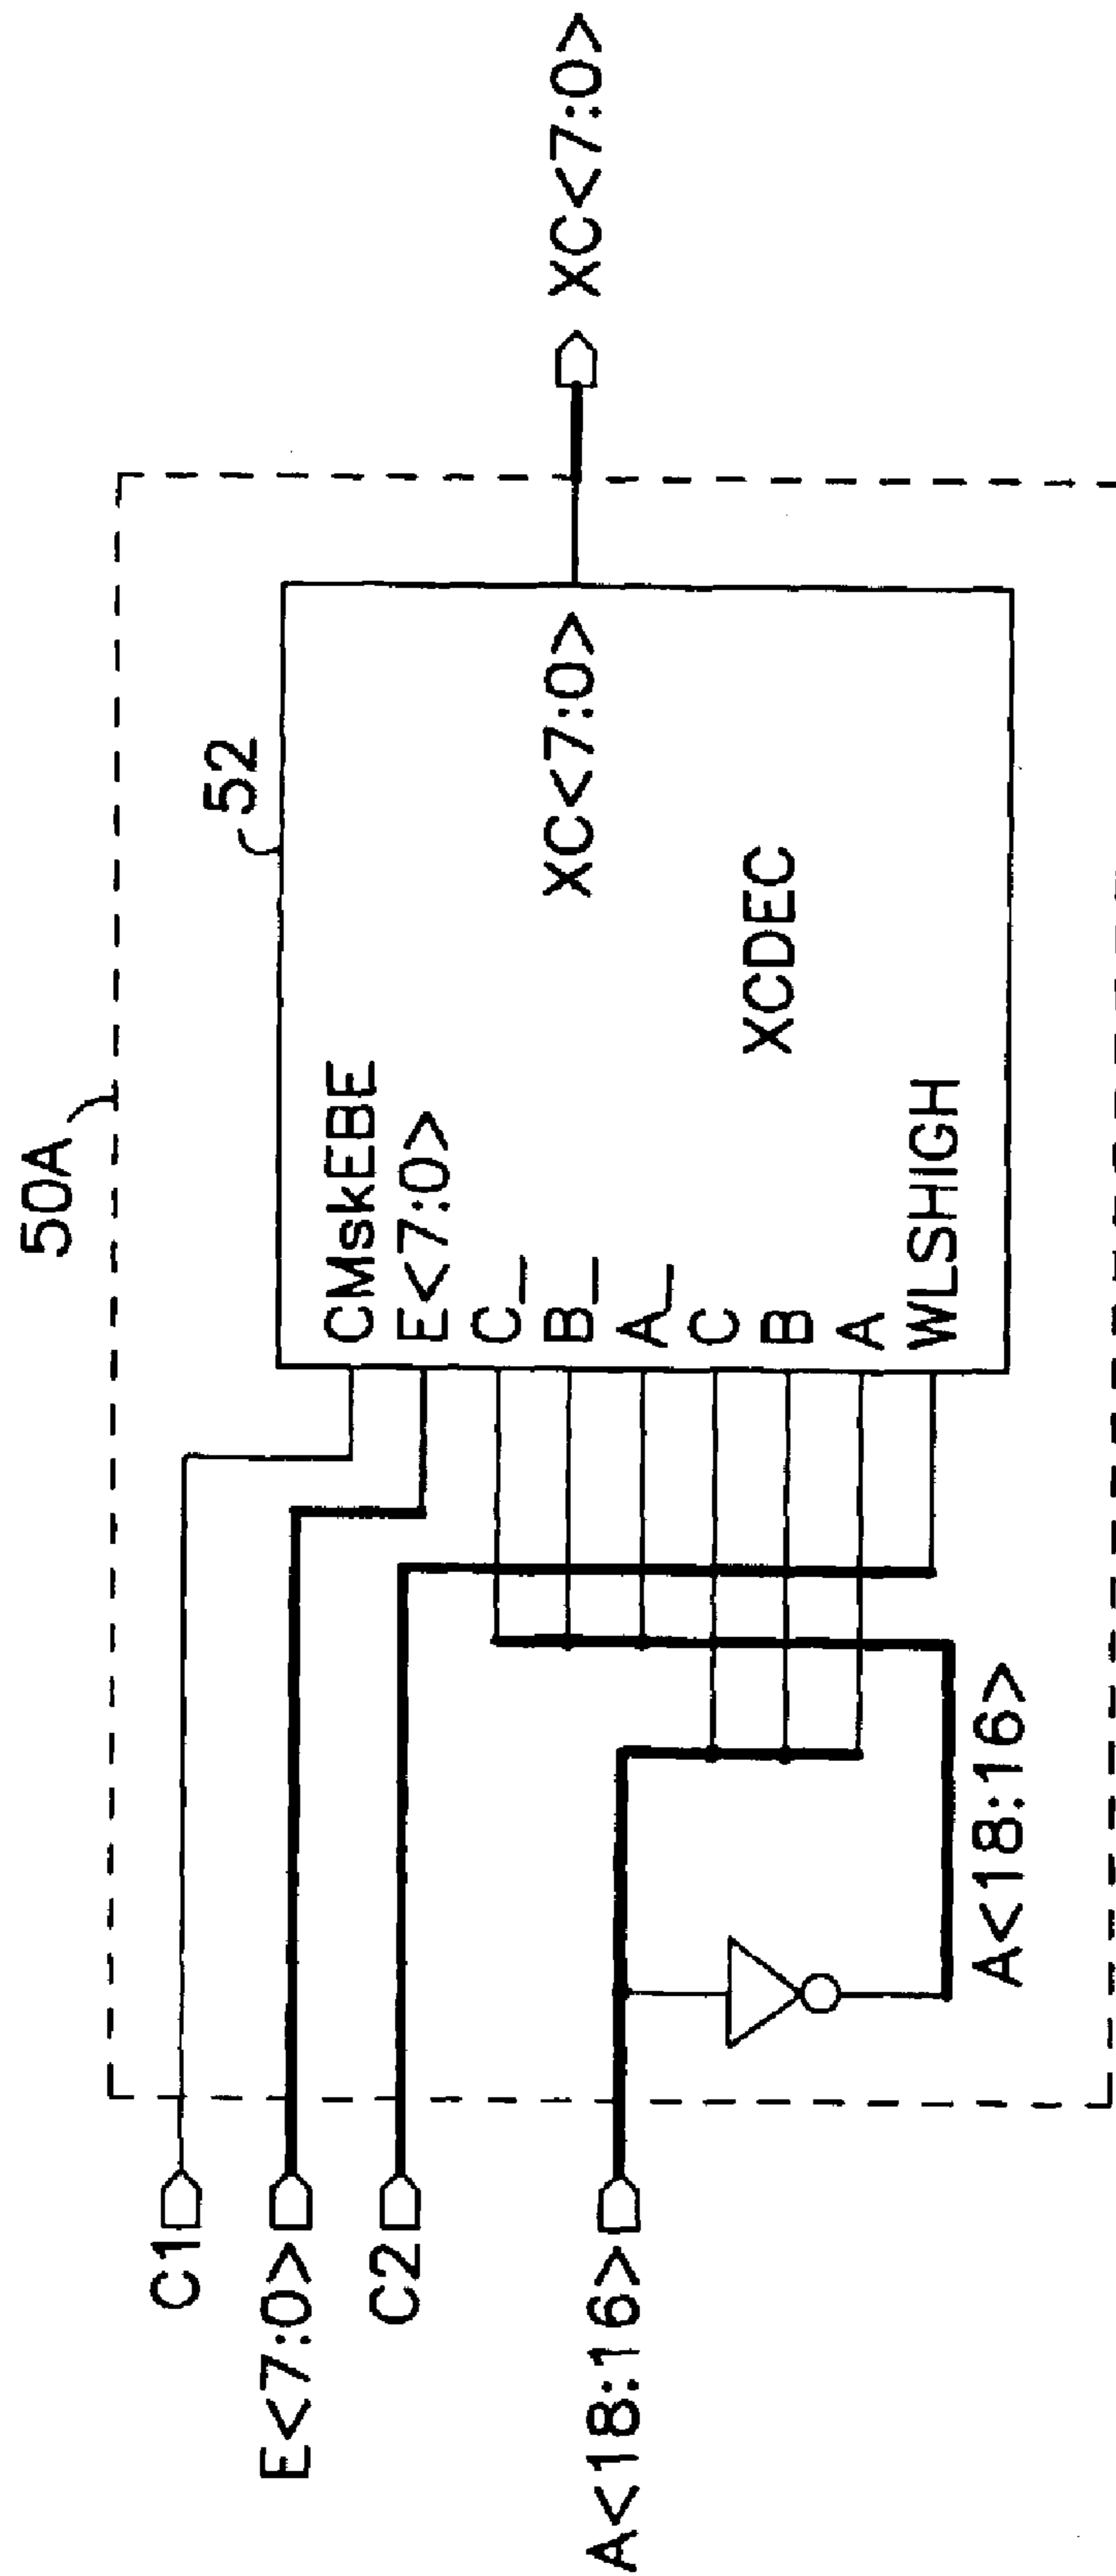 50A
52
C1
E<7:0>
C2
A<18:16>
A<18:16>
CMskEBE
E<7:0>
C_
B_
A_
C
B
A
WLSHIGH
XC<7:0>
XCDEC
XC<7:0>